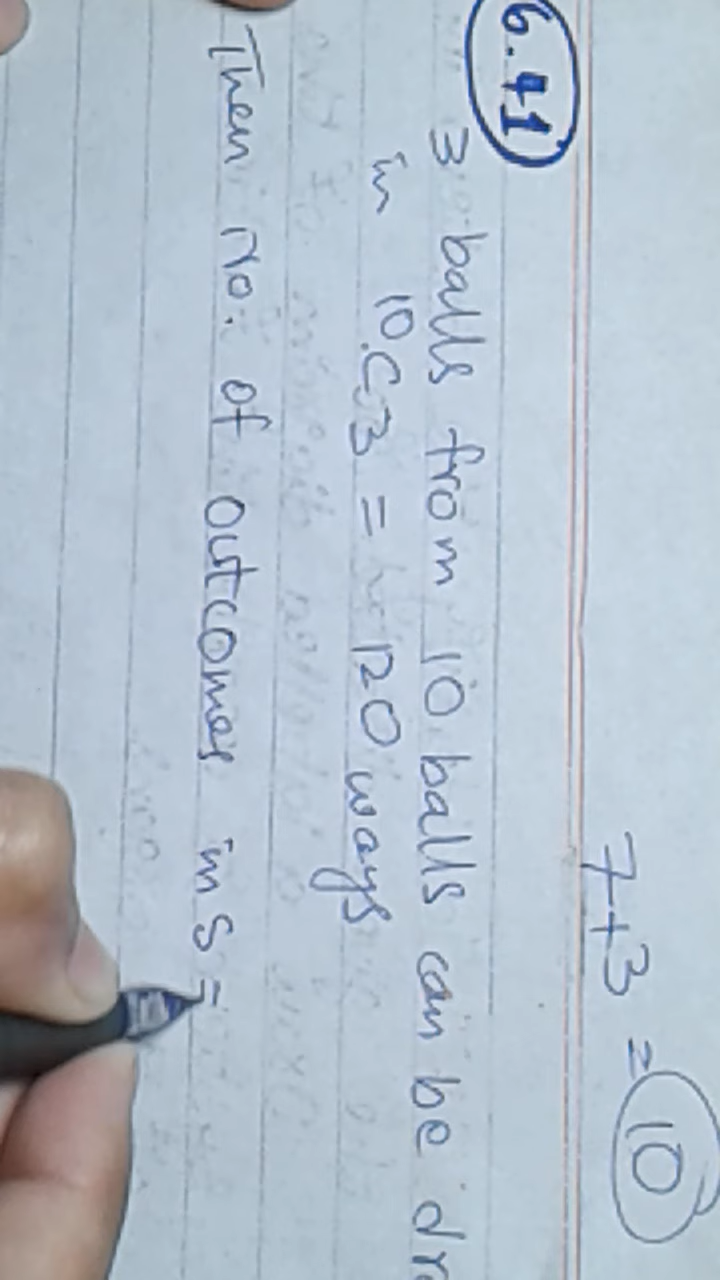 7+3 = 10
6.41
3 balls from 10 balls can be dr
in 10C3 = 120 ways
Then No. of outcomes in S =